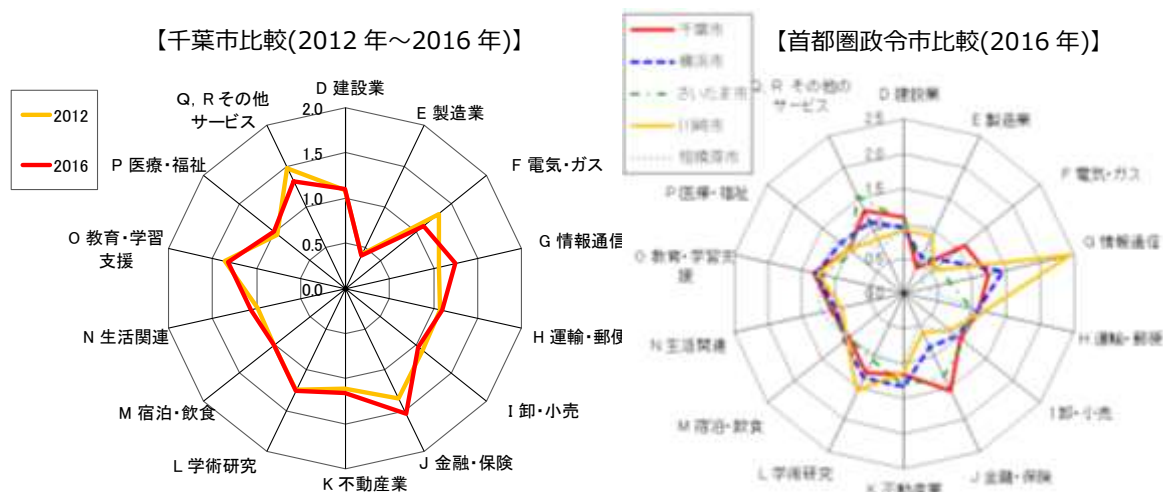 【千葉市比較(2012 年～2016 年)】
2012
2016
D 建設業
E 製造業
F 電気・ガス
G 情報通信
H 運輸・郵便
I 卸・小売
J 金融・保険
K 不動産業
L 学術研究
M 宿泊・飲食
N 生活関連
O 教育・学習
支援
P 医療・福祉
Q, R その他
サービス
2.0
1.5
1.0
0.5
0.0
【首都圏政令市比較(2016 年)】
千葉市
横浜市
さいたま市
川崎市
相模原市
D 建設業
E 製造業
F 電気・ガス
G 情報通信
H 運輸・郵便
I 卸・小売
J 金融・保険
K 不動産業
L 学術研究
M 宿泊・飲食
N 生活関連
O 教育・学習支
援
P 医療・福祉
Q, R その他の
サービス
2.5
2.0
1.5
0.5
0.0